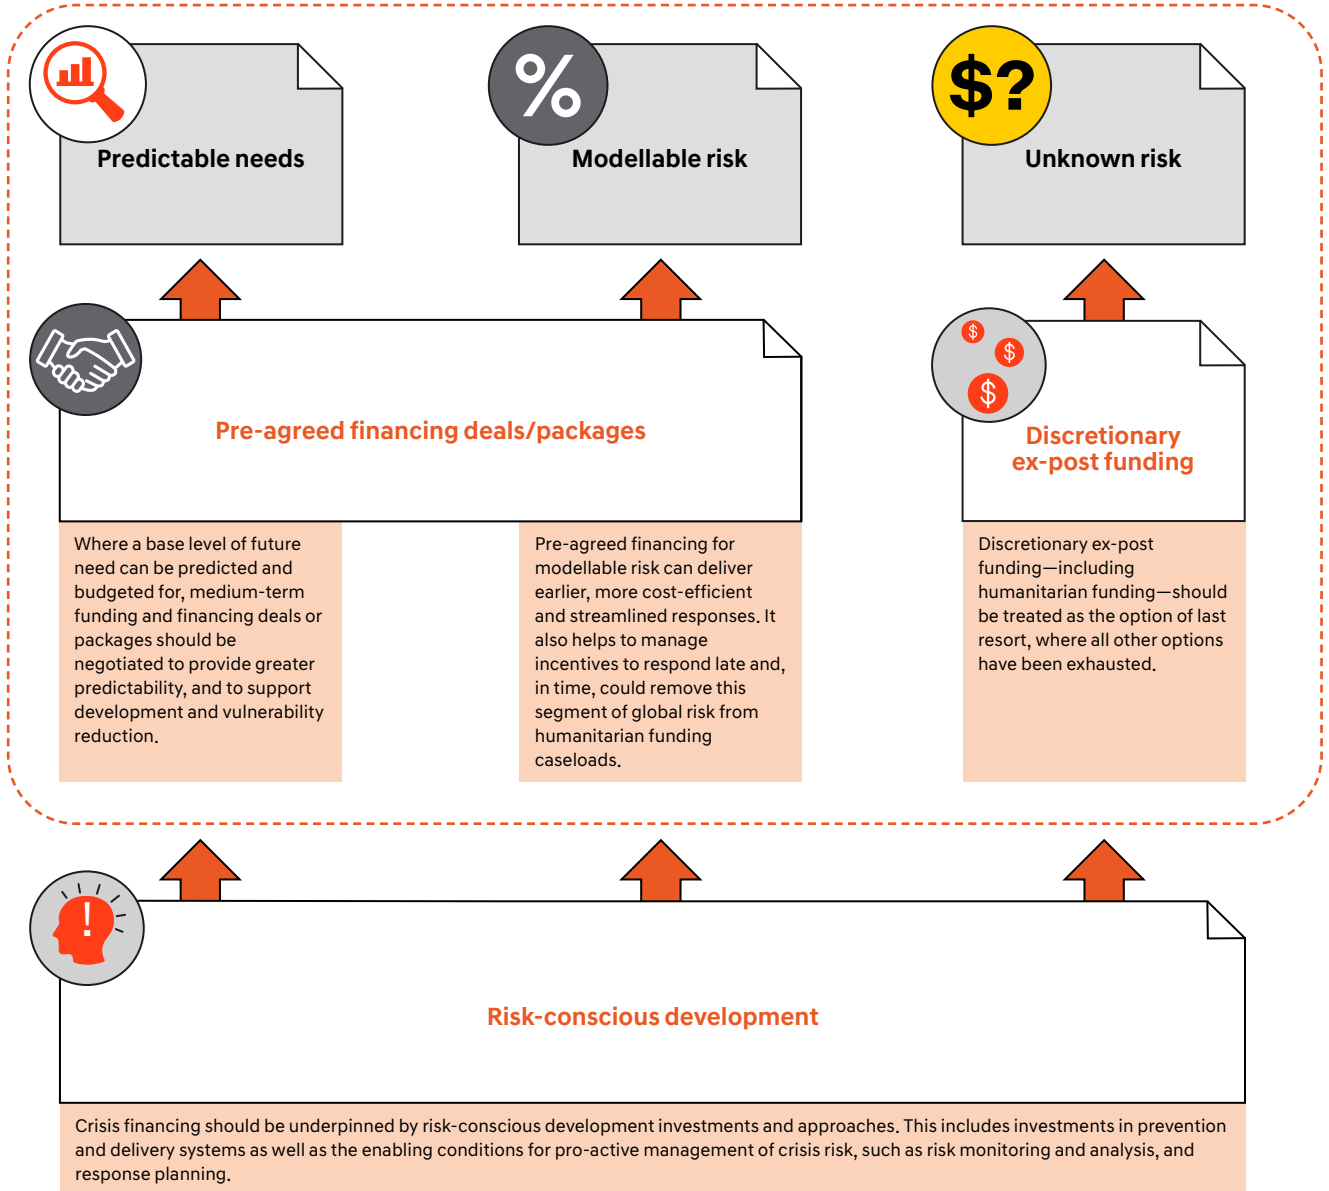 $?
%
Predictable needs
Modellable risk
Unknown risk
$
$
$
Pre-agreed financing deals/packages
Discretionary
ex-post funding
Where a base level of future
need can be predicted and
budgeted for, medium-term
funding and financing deals or
packages should be
negotiated to provide greater
predictability, and to support
development and vulnerability
reduction.
Pre-agreed financing for
modellable risk can deliver
earlier, more cost-efficient
and streamlined responses. It
also helps to manage
incentives to respond late and,
in time, could remove this
segment of global risk from
humanitarian funding
caseloads.
Discretionary ex-post
funding—including
humanitarian funding—should
be treated as the option of last
resort, where all other options
have been exhausted.
!
Risk-conscious development
Crisis financing should be underpinned by risk-conscious development investments and approaches. This includes investments in prevention
and delivery systems as well as the enabling conditions for pro-active management of crisis risk, such as risk monitoring and analysis, and
response planning.